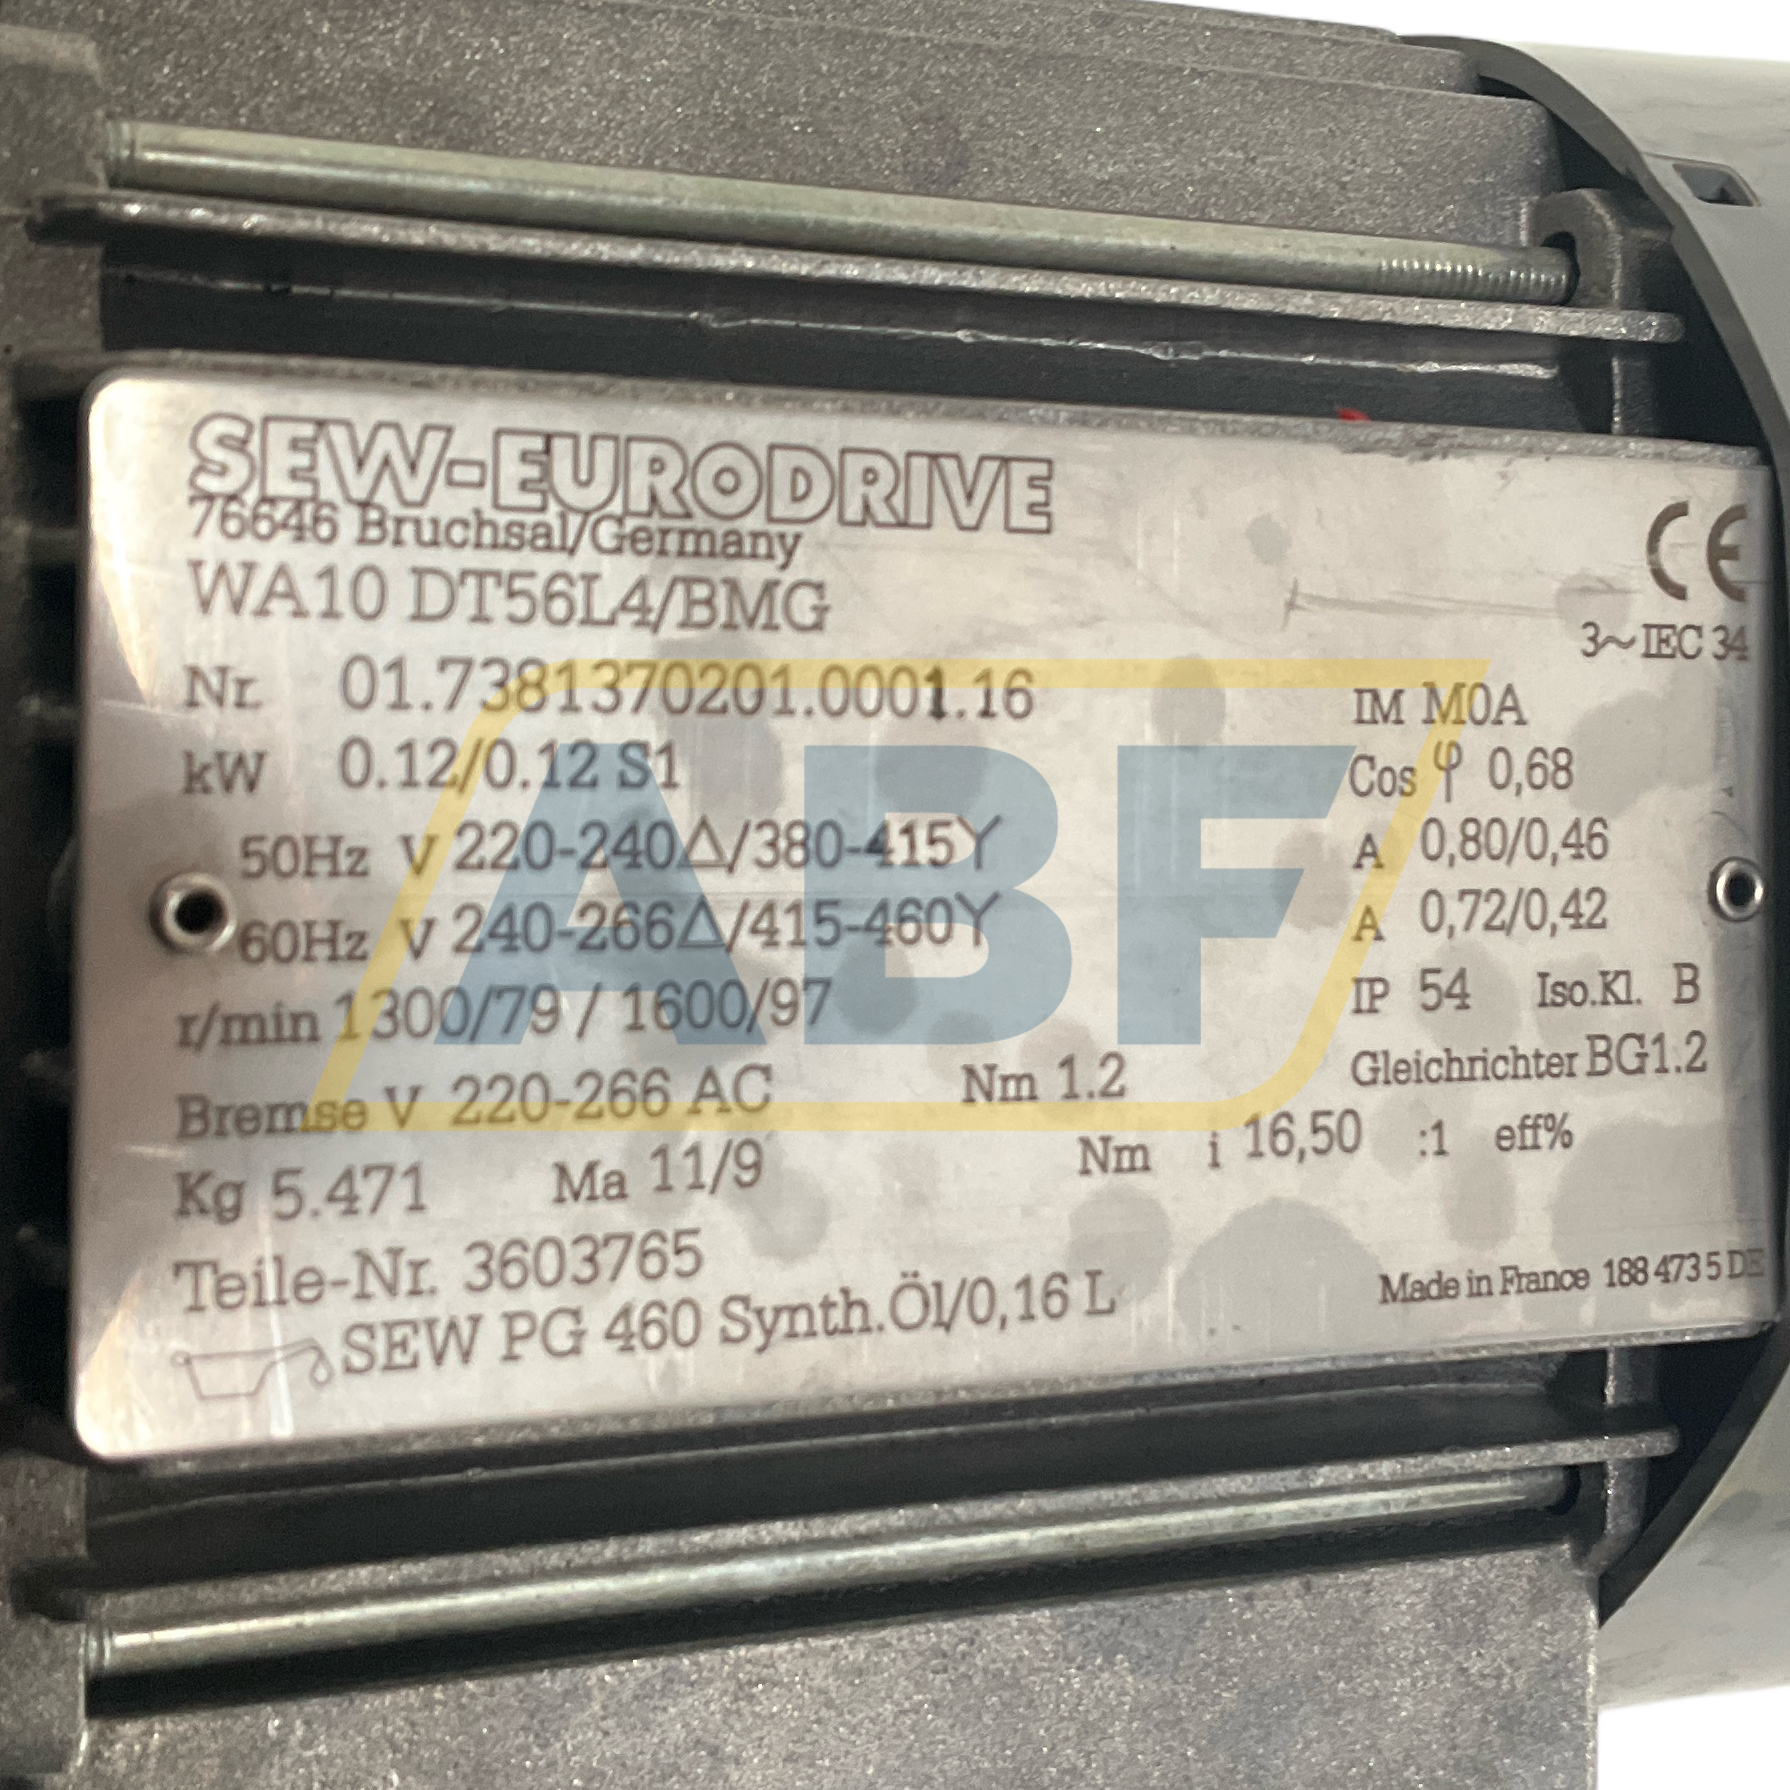 SEW-EURODRIVE
76646 Bruchsal/Germany
CE
WA10 DT56L4/BMG
3~IEC 34
Nr. 01.7381370201.0001.16
IM M0A
kW 0.12/0.12 S1
Cos φ 0,68
50Hz V 220-240Δ/380-415Y
A 0,80/0,46
60Hz V 240-266Δ/415-460Y
A 0,72/0,42
r/min 1300/79 / 1600/97
IP 54 Iso.Kl. B
Bremse V 220-266 AC Nm 1.2 Gleichrichter BG1.2
Kg 5.471 Ma 11/9 Nm i 16,50 :1 eff%
Teile-Nr. 3603765
SEW PG 460 Synth.Öl/0,16 L
Made in France 188 473 5 DE
ABF